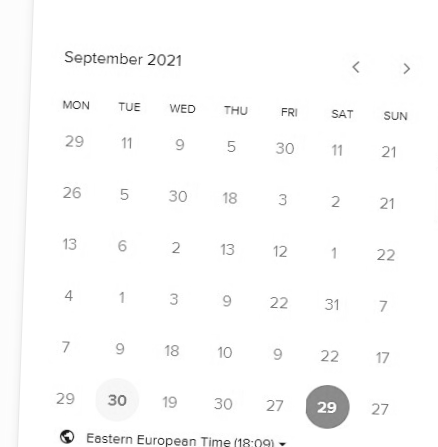 September 2021
MON TUE WED THU FRI SAT SUN
29 11 9 5 30 11 21
26 5 30 18 3 2 21
13 6 2 13 12 1 22
4 1 3 9 22 31 7
7 9 18 10 9 22 17
29 30 19 30 27 29 27
Eastern European Time (18:09)